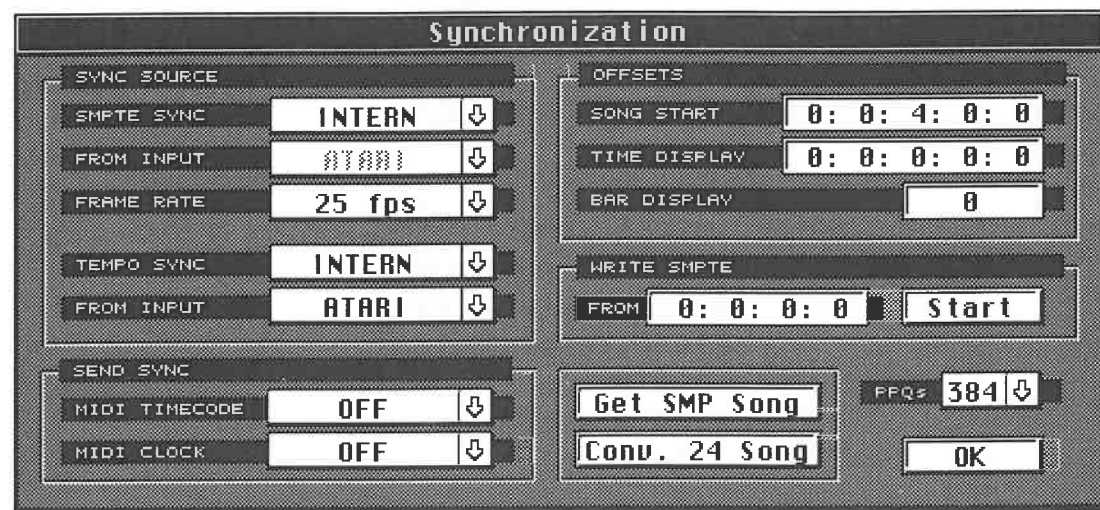 Synchronization
SYNC SOURCE
SMPTE SYNC INTERN
FROM INPUT ATARI
FRAME RATE 25 fps
TEMPO SYNC INTERN
FROM INPUT ATARI
SEND SYNC
MIDI TIMECODE OFF
MIDI CLOCK OFF
OFFSETS
SONG START 0: 0: 4: 0: 0
TIME DISPLAY 0: 0: 0: 0: 0
BAR DISPLAY 0
WRITE SMPTE
FROM 0: 0: 0: 0 Start
Get SMP Song
Conv. 24 Song
PPQs 384
OK